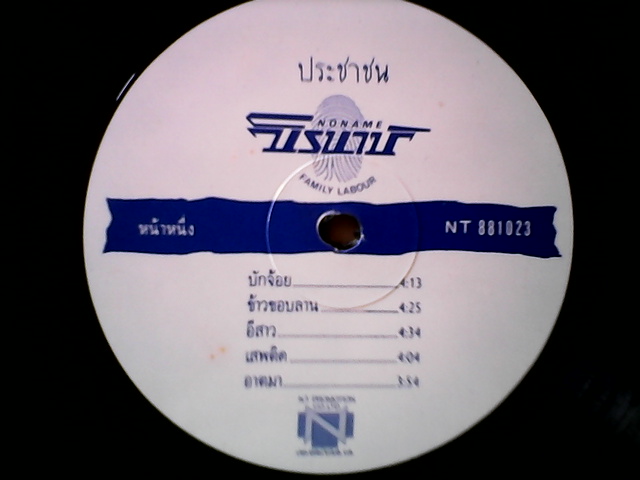 ประชาชน
NONAME
นิรนาม
FAMILY LABOUR
หน้าหนึ่ง NT 881023
บักจ้อย 4:13
ข้าวขอบลาน 4:25
อีสาว 4:34
เสพติด 4:04
อาตมา 3:54
N.T. PROMOTION
N